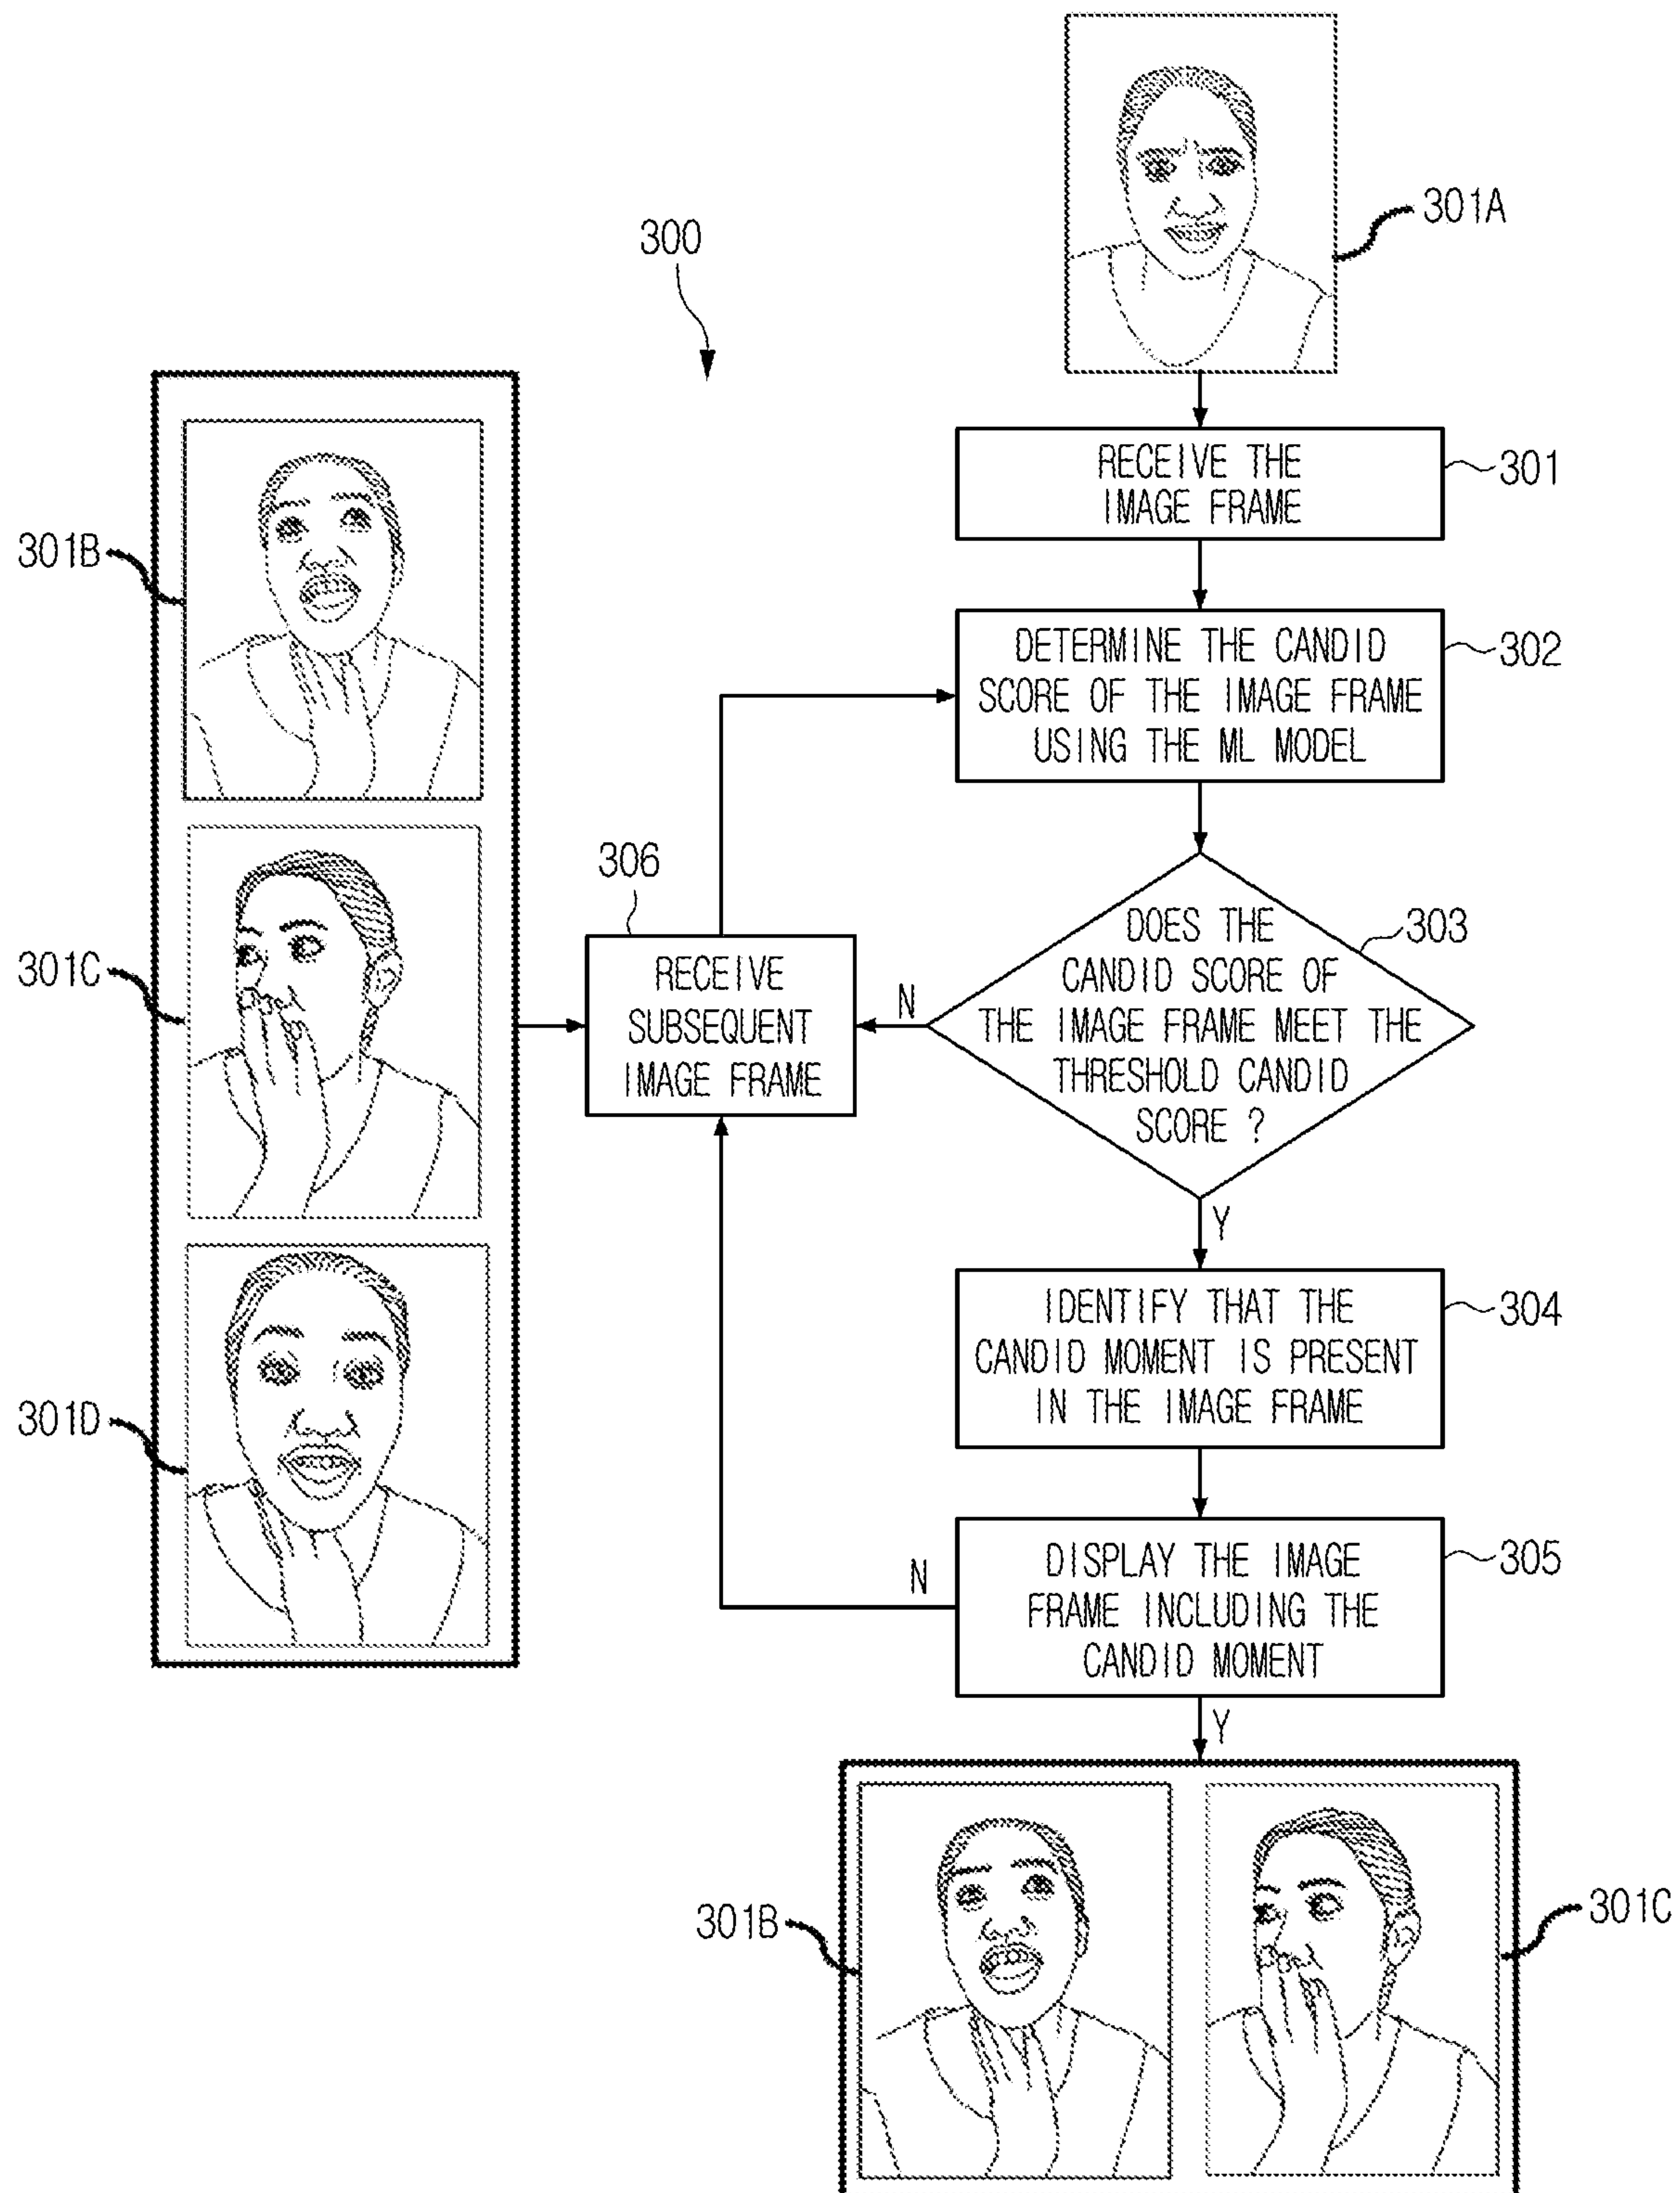 301A
300
RECEIVE THE
IMAGE FRAME
301
301B
DETERMINE THE CANDID
SCORE OF THE IMAGE FRAME
USING THE ML MODEL
302
306
RECEIVE
SUBSEQUENT
IMAGE FRAME
DOES THE
CANDID SCORE OF
THE IMAGE FRAME MEET THE
THRESHOLD CANDID
SCORE ?
303
N
301C
Y
IDENTIFY THAT THE
CANDID MOMENT IS PRESENT
IN THE IMAGE FRAME
304
301D
DISPLAY THE IMAGE
FRAME INCLUDING THE
CANDID MOMENT
305
N
Y
301B
301C